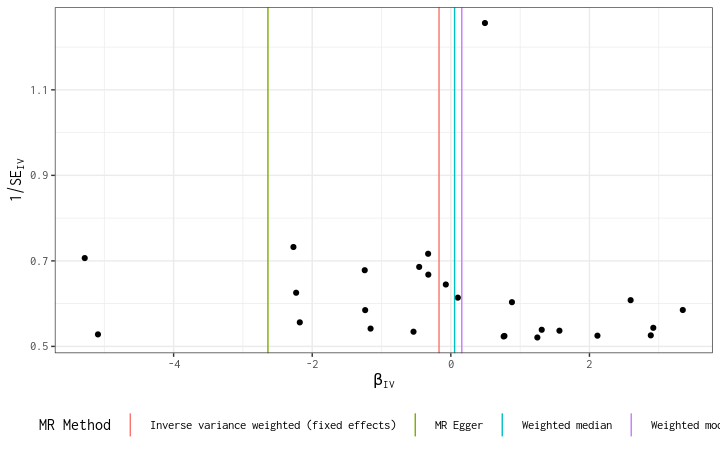 1/SE_IV
1.1
0.9
0.7
0.5
-4
-2
0
2
β_IV
MR Method
Inverse variance weighted (fixed effects)
MR Egger
Weighted median
Weighted